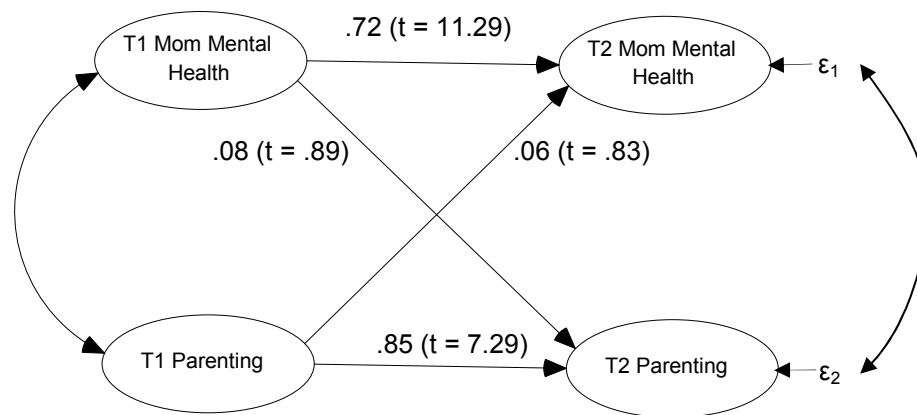 .72 (t = 11.29)
T1 Mom Mental
Health
T2 Mom Mental
Health
ε1
.08 (t = .89)
.06 (t = .83)
.85 (t = 7.29)
T1 Parenting
T2 Parenting
ε2